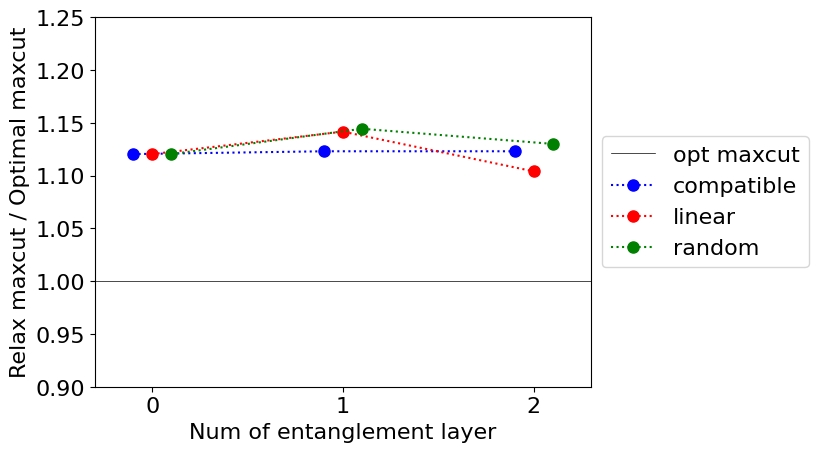 1.25
1.20
1.15
1.10
1.05
1.00
0.95
0.90
Relax maxcut / Optimal maxcut
0 1 2
Num of entanglement layer
opt maxcut
compatible
linear
random